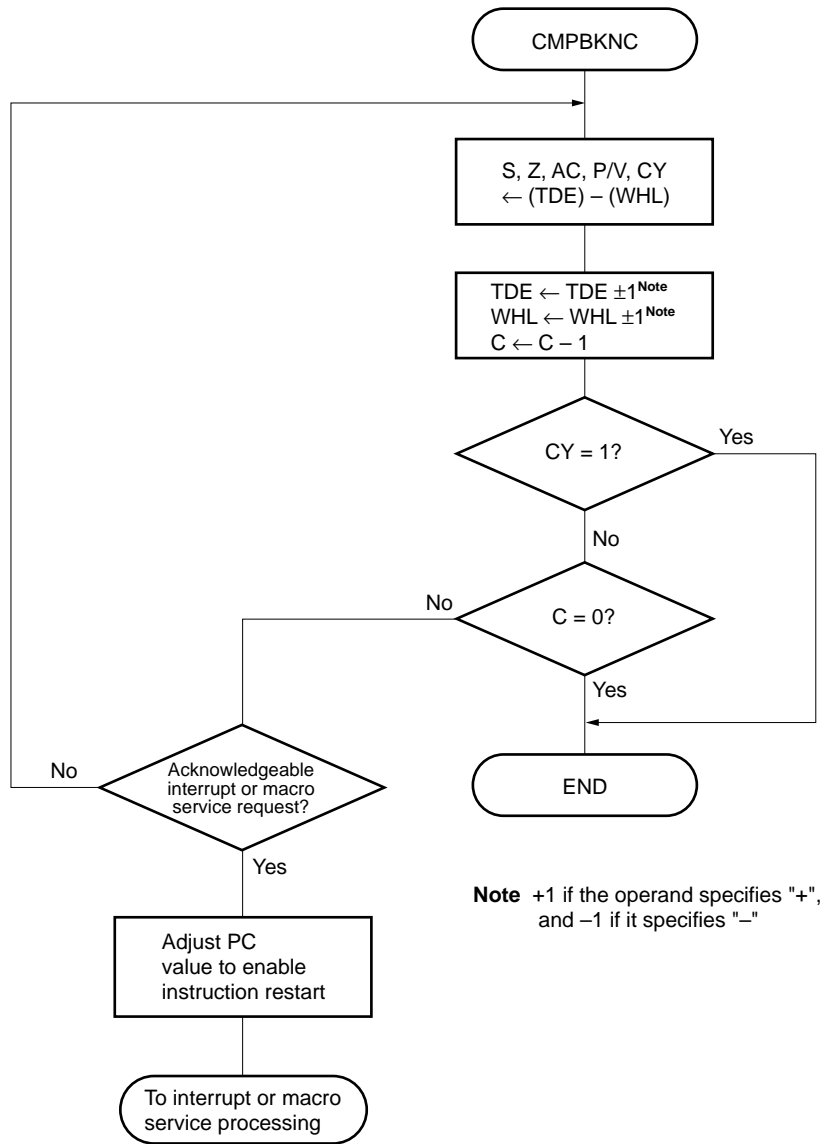 CMPBKNC
S, Z, AC, P/V, CY
← (TDE) – (WHL)
TDE ← TDE ±1Note
WHL ← WHL ±1Note
C ← C – 1
CY = 1?
Yes
No
C = 0?
No
Yes
END
Acknowledgeable
interrupt or macro
service request?
No
Yes
Note +1 if the operand specifies "+",
and –1 if it specifies "–"
Adjust PC
value to enable
instruction restart
To interrupt or macro
service processing